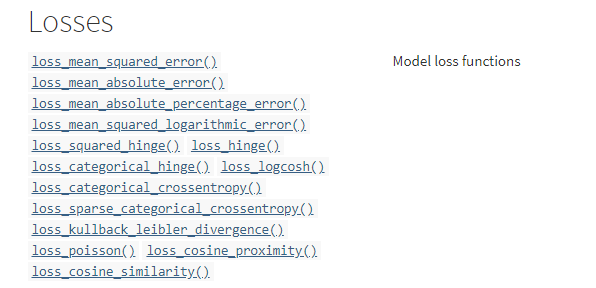 Losses
loss_mean_squared_error() Model loss functions
loss_mean_absolute_error()
loss_mean_absolute_percentage_error()
loss_mean_squared_logarithmic_error()
loss_squared_hinge() loss_hinge()
loss_categorical_hinge() loss_logcosh()
loss_categorical_crossentropy()
loss_sparse_categorical_crossentropy()
loss_kullback_leibler_divergence()
loss_poisson() loss_cosine_proximity()
loss_cosine_similarity()